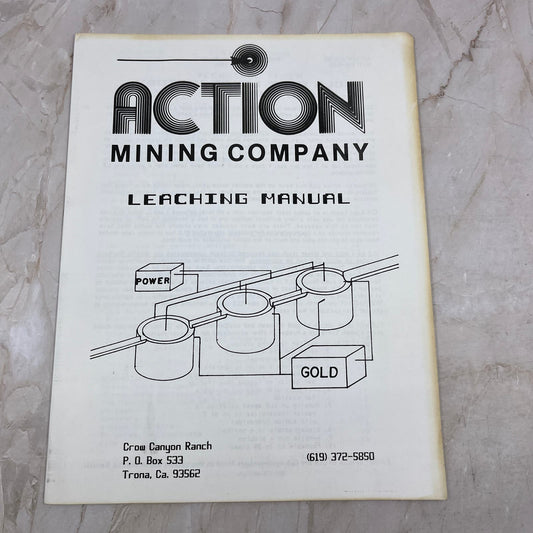 ACTION
MINING COMPANY
LEACHING MANUAL
POWER
GOLD
Crow Canyon Ranch
P. O. Box 533
Trona, Ca. 93562
(619) 372-5850